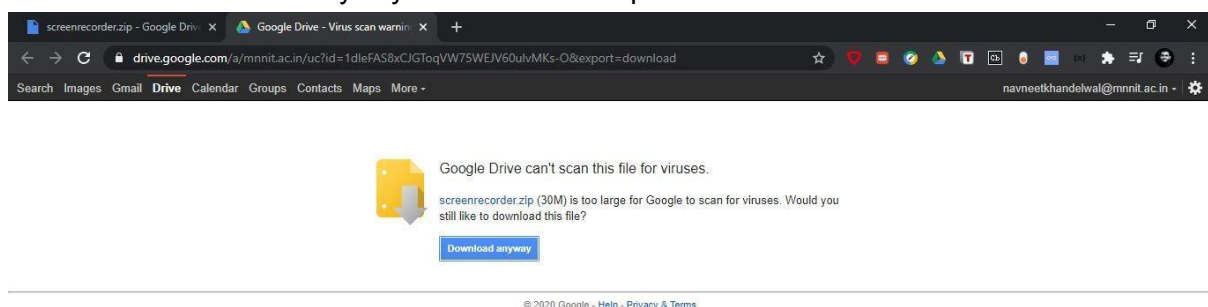 screenrecorder.zip - Google Driv
Google Drive - Virus scan warnin
drive.google.com/a/mnnit.ac.in/uc?id=1dleFAS8xCJGToqVW75WEJV60ulvMKs-O&export=download
Search Images Gmail Drive Calendar Groups Contacts Maps More
navneetkhandelwal@mnnit.ac.in
Google Drive can't scan this file for viruses.
screenrecorder.zip (30M) is too large for Google to scan for viruses. Would you
still like to download this file?
Download anyway
© 2020 Google - Help - Privacy & Terms